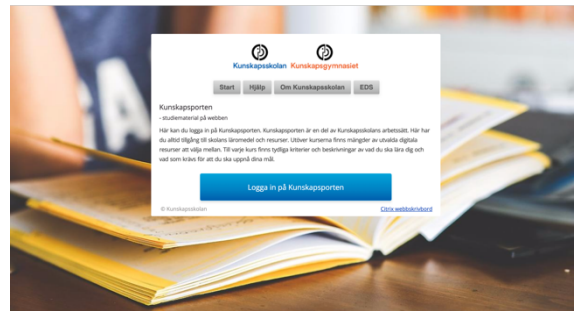 Kunskapsskolan Kunskapsgymnasiet
Start Hjälp Om Kunskapsskolan EDS
Kunskapsporten
- studiematerial på webben
Här kan du logga in på Kunskapsporten. Kunskapsporten är en del av Kunskapsskolans arbetssätt. Här har
du alltid tillgång till skolans läromedel och resurser. Utöver kurserna finns mängder av utvalda digitala
resurser att välja mellan. Till varje kurs finns tydliga kriterier och beskrivningar av vad du ska lära dig och
vad som krävs för att du ska uppnå dina mål.
Logga in på Kunskapsporten
© Kunskapsskolan Citrix webbskrivbord